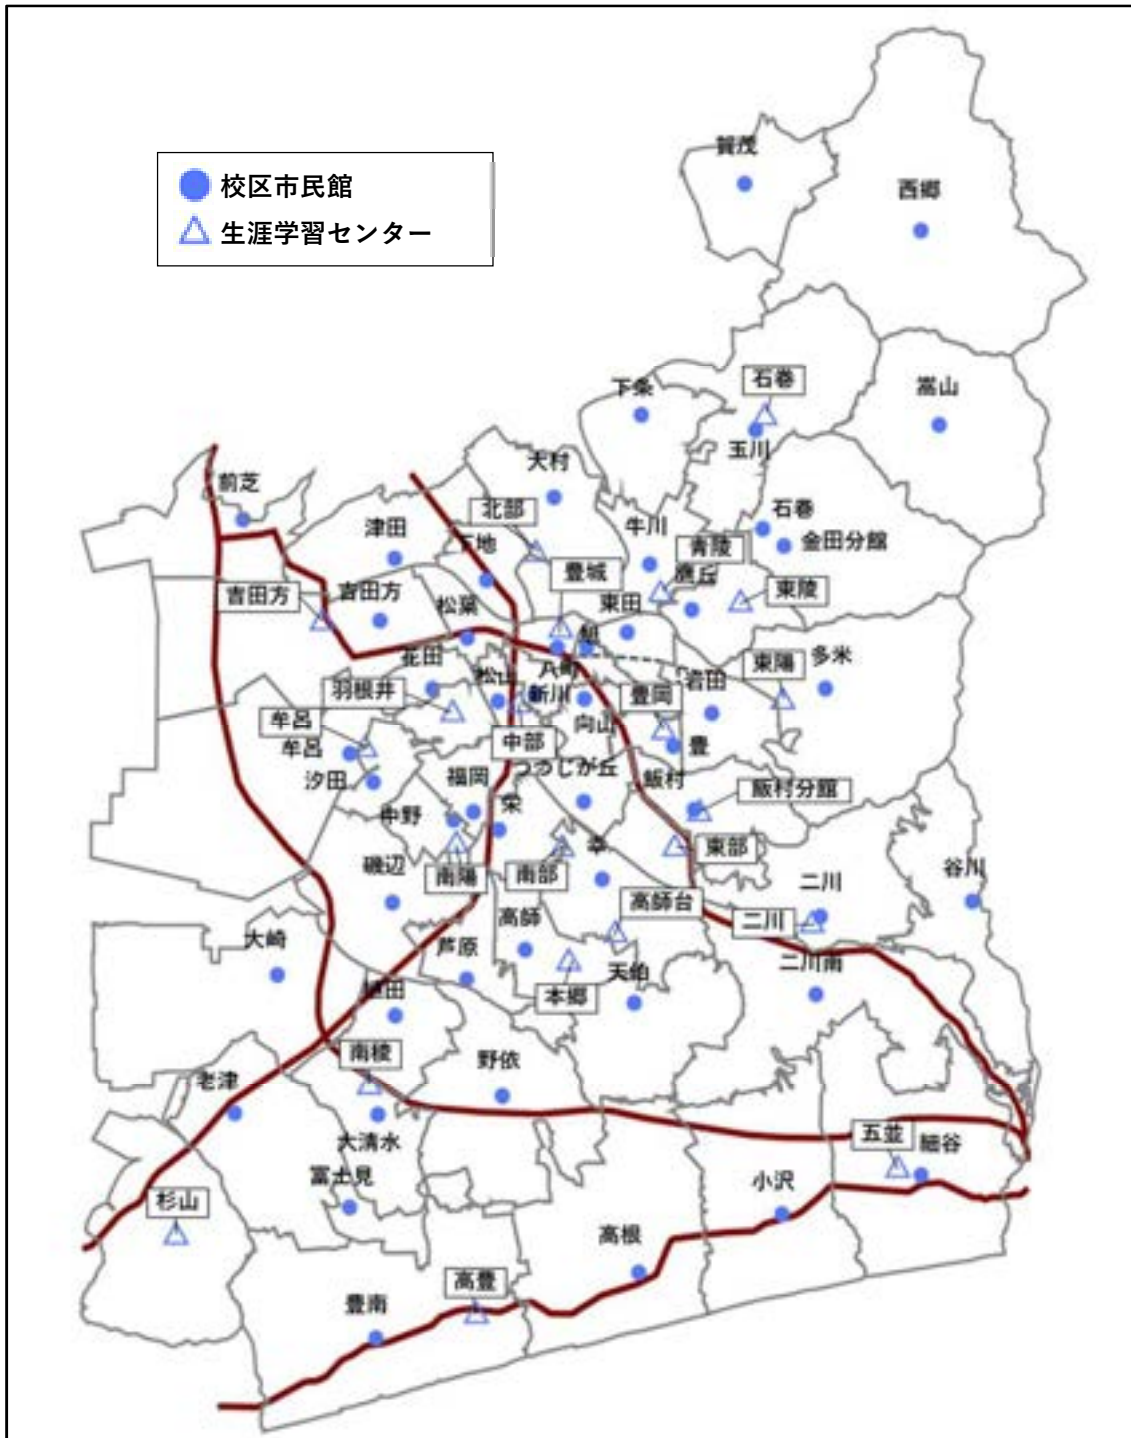 校区市民館
生涯学習センター
賀茂
西郷
下条
石巻
嵩山
玉川
大村
前芝
北部
石巻
津田
牛川
金田分館
下地
青陵
豊城
鷹丘
東陵
吉田方
吉田方
松葉
東田
旭
花田
松山
八町
新川
岩田
東陽
多米
羽根井
豊岡
牟呂
向山
中部
豊
牟呂
つつじが丘
汐田
福岡
飯村
飯村分館
栄
中野
幸
東部
磯辺
南陽
南部
谷川
二川
高師台
高師
二川
大崎
芦原
二川南
天伯
植田
本郷
南稜
野依
老津
大清水
五並
細谷
富士見
小沢
杉山
高根
高豊
豊南